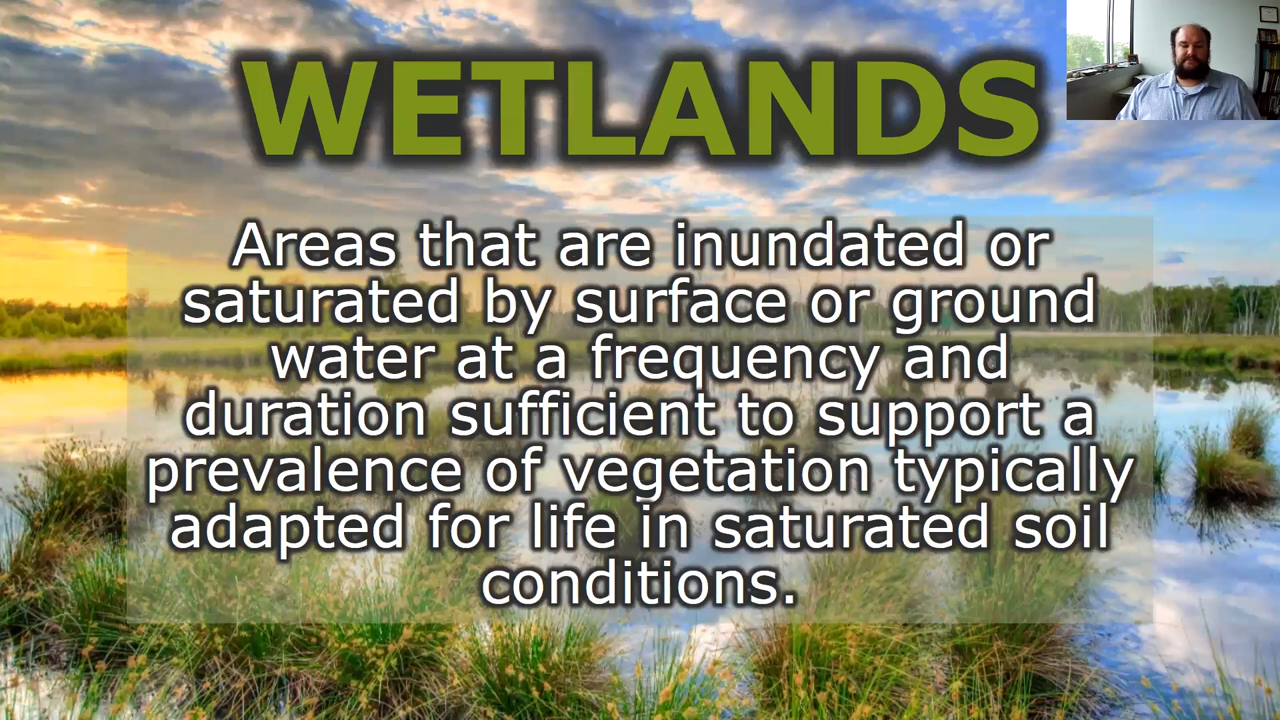 WETLANDS
Areas that are inundated or
saturated by surface or ground
water at a frequency and
duration sufficient to support a
prevalence of vegetation typically
adapted for life in saturated soil
conditions.